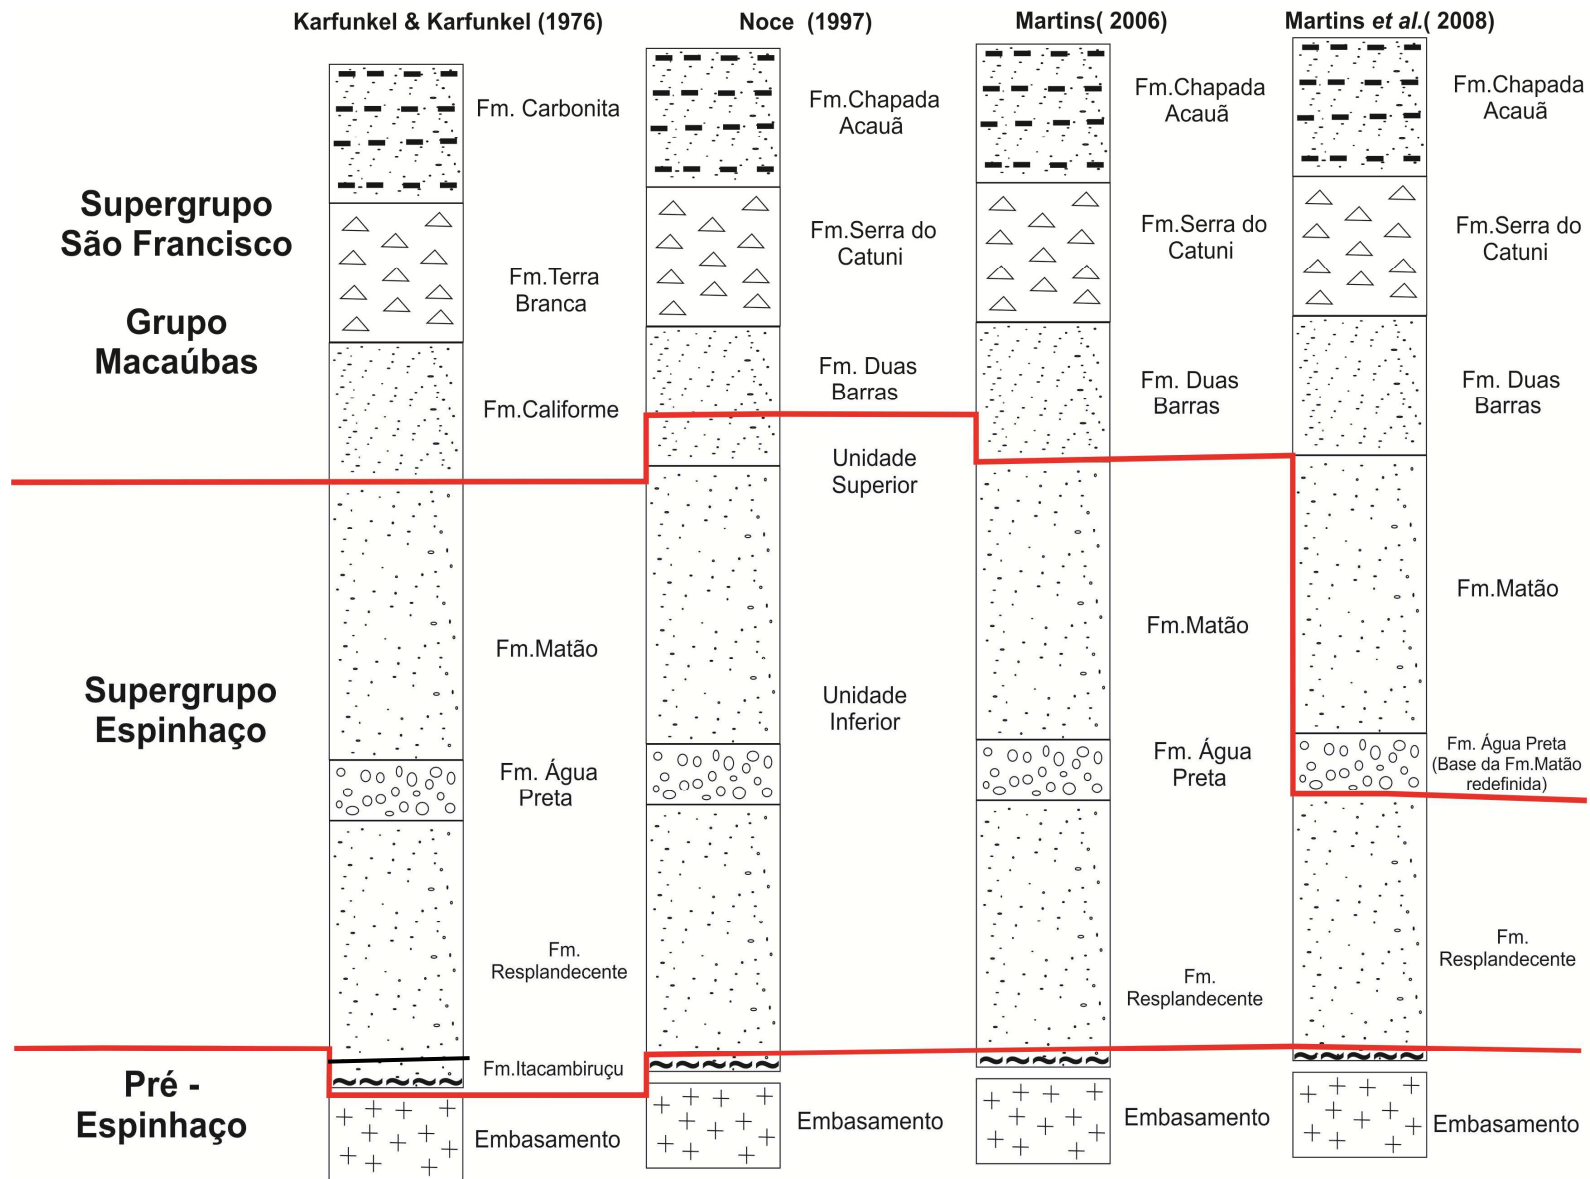 Karfunkel & Karfunkel (1976)
Noce (1997)
Martins( 2006)
Martins et al.( 2008)
Supergrupo
São Francisco
Grupo
Macaúbas
Supergrupo
Espinhaço
Pré -
Espinhaço
Fm. Carbonita
Fm.Terra
Branca
Fm.Califorme
Fm.Matão
Fm. Água
Preta
Fm.
Resplandecente
Fm.Itacambiruçu
Embasamento
Fm.Chapada
Acauã
Fm.Serra do
Catuni
Fm. Duas
Barras
Unidade
Superior
Unidade
Inferior
Embasamento
Fm.Chapada
Acauã
Fm.Serra do
Catuni
Fm. Duas
Barras
Fm.Matão
Fm. Água
Preta
Fm.
Resplandecente
Embasamento
Fm.Chapada
Acauã
Fm.Serra do
Catuni
Fm. Duas
Barras
Fm.Matão
Fm. Água Preta
(Base da Fm.Matão
redefinida)
Fm.
Resplandecente
Embasamento